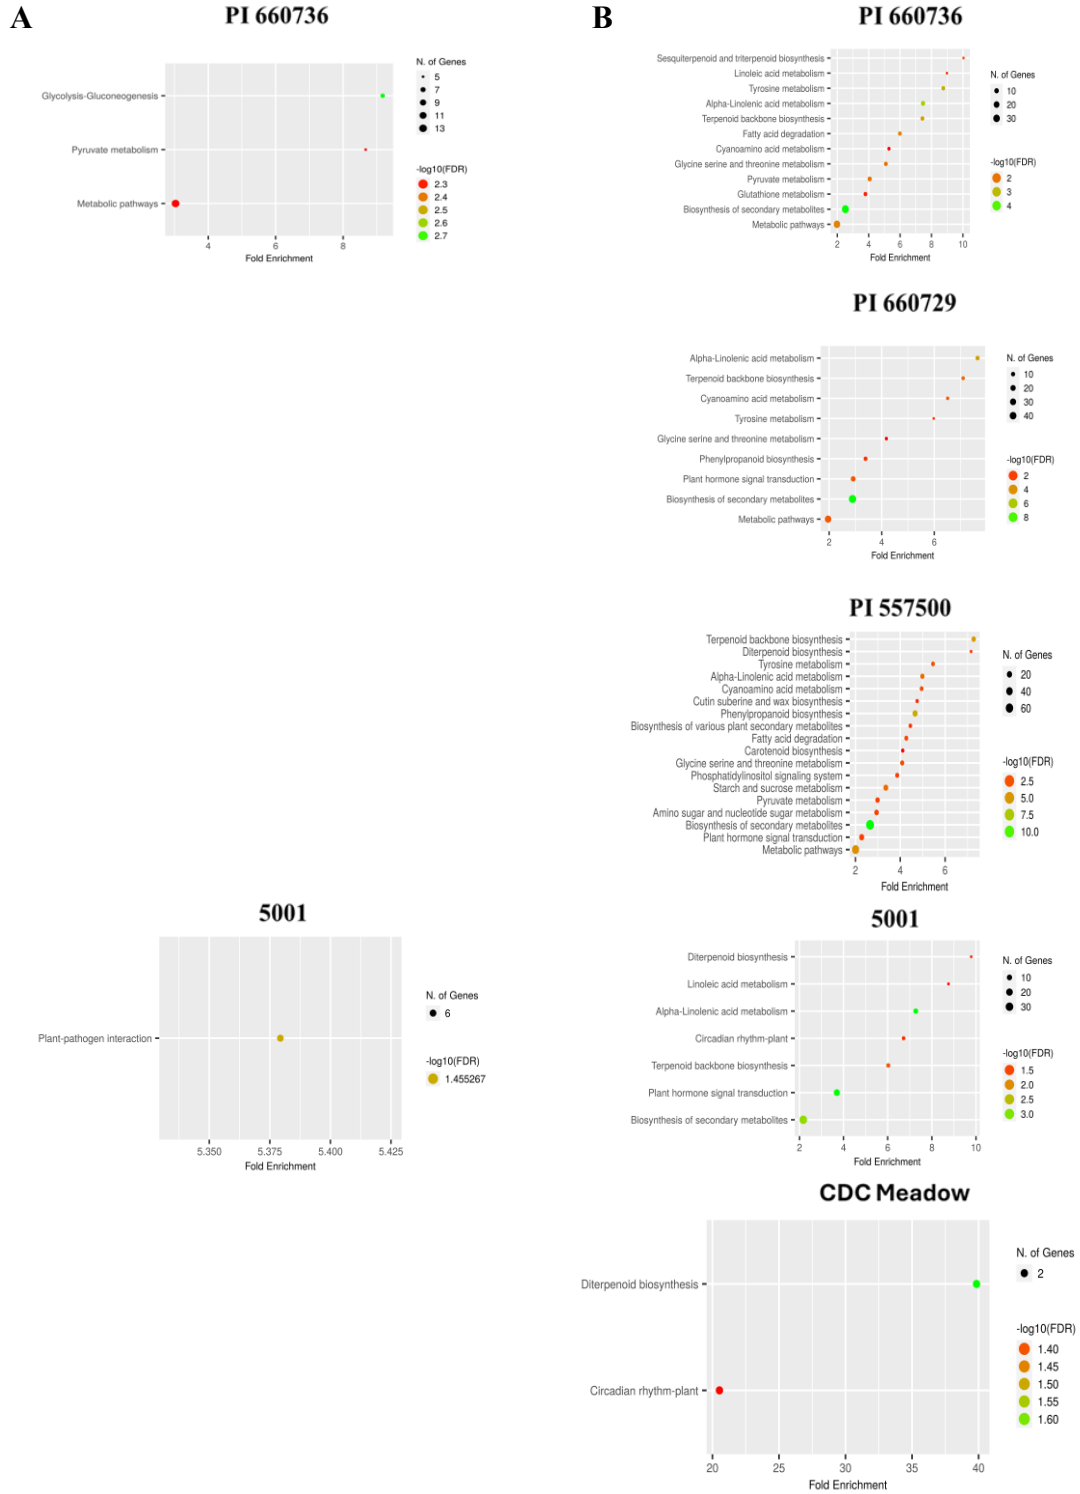 A
PI 660736
Glycolysis-Gluconeogenesis
Pyruvate metabolism
Metabolic pathways
4 6 8
Fold Enrichment
N. of Genes
5
7
9
11
13
-log10(FDR)
2.3
2.4
2.5
2.6
2.7
5001
Plant-pathogen interaction
5.350 5.375 5.400 5.425
Fold Enrichment
N. of Genes
6
-log10(FDR)
1.455267
B
PI 660736
Sesquiterpenoid and triterpenoid biosynthesis
Linoleic acid metabolism
Tyrosine metabolism
Alpha-Linolenic acid metabolism
Terpenoid backbone biosynthesis
Fatty acid degradation
Cyanoamino acid metabolism
Glycine serine and threonine metabolism
Pyruvate metabolism
Glutathione metabolism
Biosynthesis of secondary metabolites
Metabolic pathways
2 4 6 8 10
Fold Enrichment
N. of Genes
10
20
30
-log10(FDR)
2
3
4
PI 660729
Alpha-Linolenic acid metabolism
Terpenoid backbone biosynthesis
Cyanoamino acid metabolism
Tyrosine metabolism
Glycine serine and threonine metabolism
Phenylpropanoid biosynthesis
Plant hormone signal transduction
Biosynthesis of secondary metabolites
Metabolic pathways
2 4 6
Fold Enrichment
N. of Genes
10
20
30
40
-log10(FDR)
2
4
6
8
PI 557500
Terpenoid backbone biosynthesis
Diterpenoid biosynthesis
Tyrosine metabolism
Alpha-Linolenic acid metabolism
Cyanoamino acid metabolism
Cutin suberine and wax biosynthesis
Phenylpropanoid biosynthesis
Biosynthesis of various plant secondary metabolites
Fatty acid degradation
Carotenoid biosynthesis
Glycine serine and threonine metabolism
Phosphatidylinositol signaling system
Starch and sucrose metabolism
Pyruvate metabolism
Amino sugar and nucleotide sugar metabolism
Biosynthesis of secondary metabolites
Plant hormone signal transduction
Metabolic pathways
2 4 6
Fold Enrichment
N. of Genes
20
40
60
-log10(FDR)
2.5
5.0
7.5
10.0
5001
Diterpenoid biosynthesis
Linoleic acid metabolism
Alpha-Linolenic acid metabolism
Circadian rhythm-plant
Terpenoid backbone biosynthesis
Plant hormone signal transduction
Biosynthesis of secondary metabolites
2 4 6 8 10
Fold Enrichment
N. of Genes
10
20
30
-log10(FDR)
1.5
2.0
2.5
3.0
CDC Meadow
Diterpenoid biosynthesis
Circadian rhythm-plant
20 25 30 35 40
Fold Enrichment
N. of Genes
2
-log10(FDR)
1.40
1.45
1.50
1.55
1.60